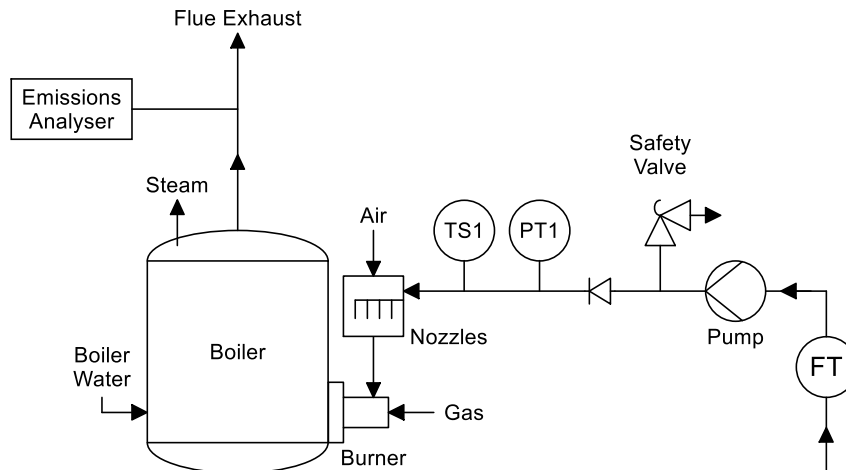 Flue Exhaust
Emissions
Analyser
Steam
Air
TS1
PT1
Safety
Valve
Boiler
Nozzles
Pump
Boiler
Water
FT
Gas
Burner